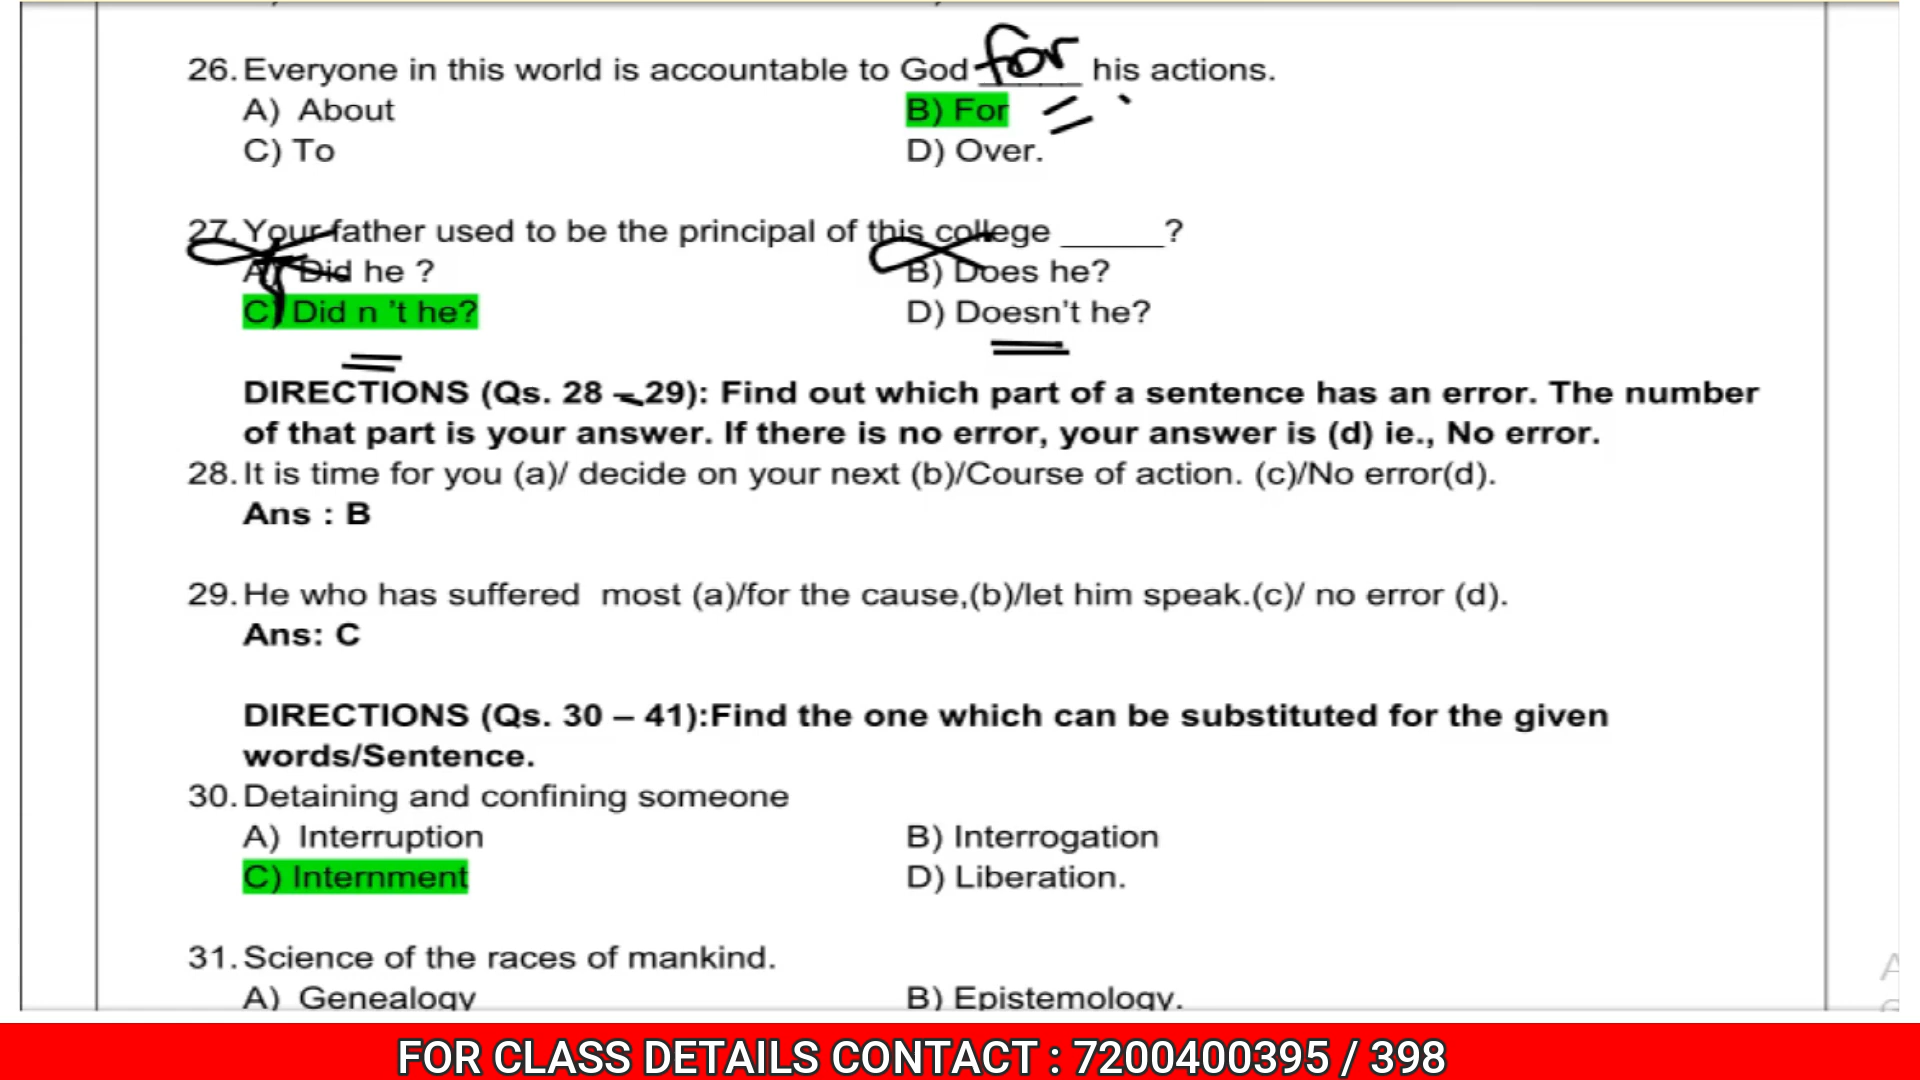 26. Everyone in this world is accountable to God for his actions.
A) About B) For
C) To D) Over.
27. Your father used to be the principal of this college ______?
A) Did he ? B) Does he?
C) Did n 't he? D) Doesn't he?
DIRECTIONS (Qs. 28 – 29): Find out which part of a sentence has an error. The number
of that part is your answer. If there is no error, your answer is (d) ie., No error.
28. It is time for you (a)/ decide on your next (b)/Course of action. (c)/No error(d).
Ans : B
29. He who has suffered most (a)/for the cause,(b)/let him speak.(c)/ no error (d).
Ans: C
DIRECTIONS (Qs. 30 – 41):Find the one which can be substituted for the given
words/Sentence.
30. Detaining and confining someone
A) Interruption B) Interrogation
C) Internment D) Liberation.
31. Science of the races of mankind.
A) Genealogy B) Epistemology.
FOR CLASS DETAILS CONTACT : 7200400395 / 398